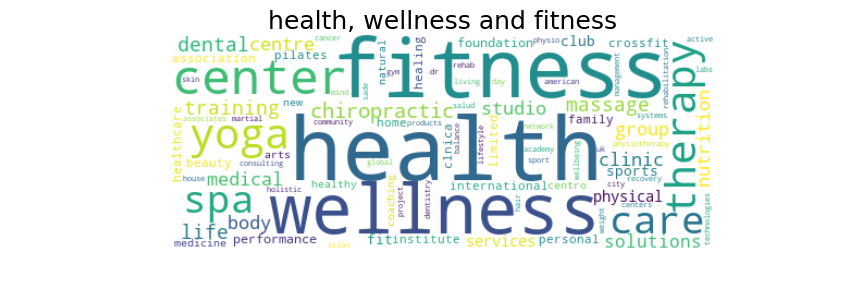 health, wellness and fitness
dental centre
fitness
foundation
club
crossfit
active
association
pilates
natural
healing
physio
cancer
center
gym
dr
rehab
management
rehabilitation
labs
skin
mind
sade
living
day
american
therapy
nutrition
training
new
chiropractic
studio
massage
systems
healthcare
associates
martial
community
home
products
salud
network
family
yoga
health
clnica
balance
lifestyle
limited
academy
sport
uk
group
physiotherapy
beauty
consulting
arts
global
wellbeing
clinic
sports
house
medical
holistic
healthy
international
centro
recovery
city
physical
spa
wellness
coaching
project
dentistry
hair
weight
centers
care
technologies
life
body
medicine
performance
salon
fit
institute
services
personal
solutions